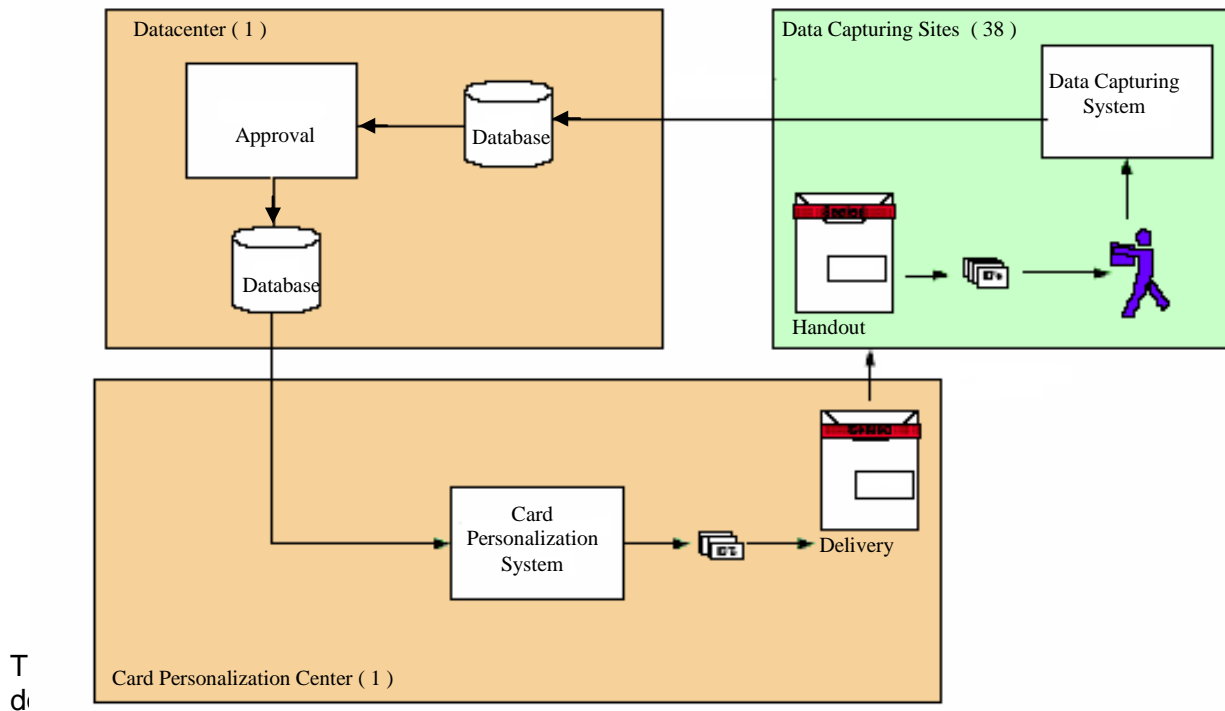 Datacenter ( 1 )
Approval
Database
Database
Data Capturing Sites ( 38 )
Data Capturing
System
Handout
Card
Personalization
System
Delivery
Card Personalization Center ( 1 )
T